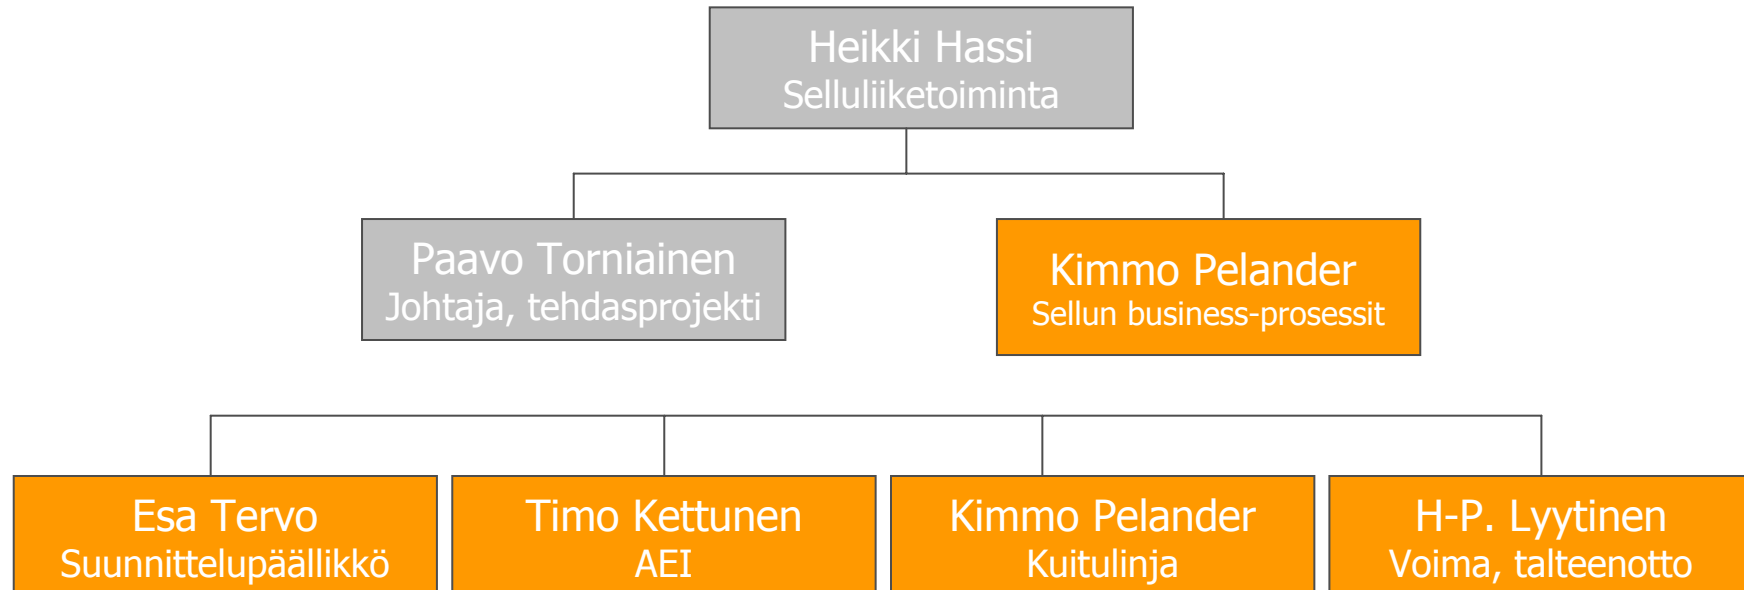 Heikki Hassi
Selluliiketoiminta
Paavo Torniainen
Johtaja, tehdasprojekti
Kimmo Pelander
Sellun business-prosessit
Esa Tervo
Suunnittelupäällikkö
Timo Kettunen
AEI
Kimmo Pelander
Kuitulinja
H-P. Lyytinen
Voima, talteenotto